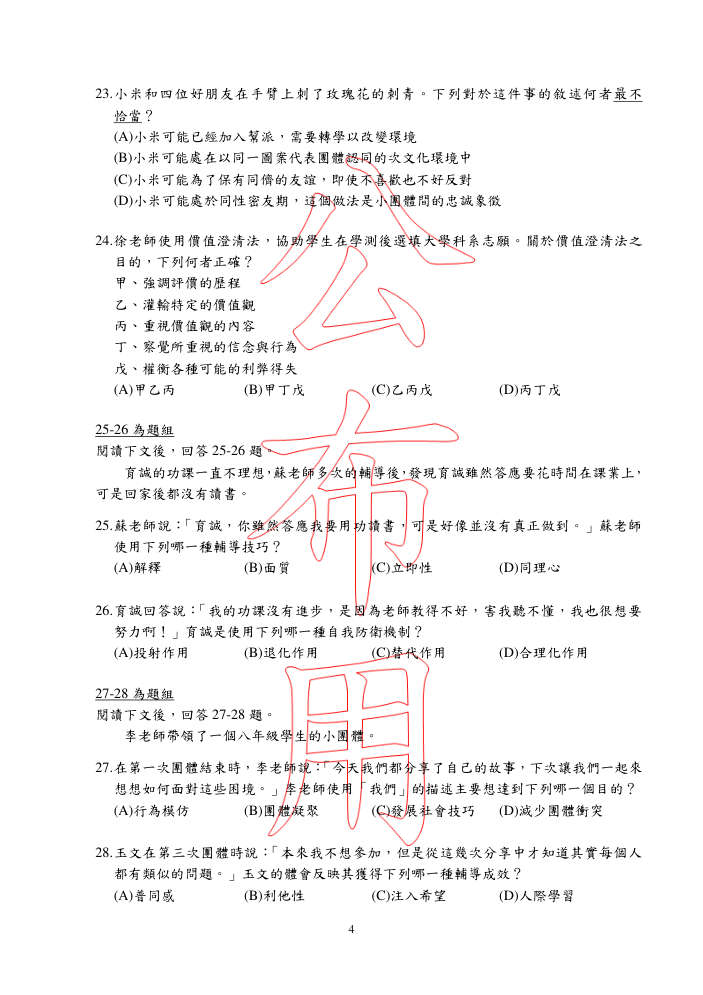 23.小米和四位好朋友在手臂上刺了玫瑰花的刺青。下列對於這件事的敘述何者最不
恰當？
(A)小米可能已經加入幫派，需要轉學以改變環境
(B)小米可能處在以同一圖案代表團體認同的次文化環境中
(C)小米可能為了保有同儕的友誼，即使不喜歡也不好反對
(D)小米可能處於同性密友期，這個做法是小團體間的忠誠象徵
24.徐老師使用價值澄清法，協助學生在學測後選填大學科系志願。關於價值澄清法之
目的，下列何者正確？
甲、強調評價的歷程
乙、灌輸特定的價值觀
丙、重視價值觀的內容
丁、察覺所重視的信念與行為
戊、權衡各種可能的利弊得失
(A)甲乙丙 (B)甲丁戊 (C)乙丙戊 (D)丙丁戊
25-26 為題組
閱讀下文後，回答 25-26 題。
育誠的功課一直不理想，蘇老師多次的輔導後，發現育誠雖然答應要花時間在課業上，
可是回家後都沒有讀書。
25.蘇老師說：「育誠，你雖然答應我要用功讀書，可是好像並沒有真正做到。」蘇老師
使用下列哪一種輔導技巧？
(A)解釋 (B)面質 (C)立即性 (D)同理心
26.育誠回答說：「我的功課沒有進步，是因為老師教得不好，害我聽不懂，我也很想要
努力啊！」育誠是使用下列哪一種自我防衛機制？
(A)投射作用 (B)退化作用 (C)替代作用 (D)合理化作用
27-28 為題組
閱讀下文後，回答 27-28 題。
李老師帶領了一個八年級學生的小團體。
27.在第一次團體結束時，李老師說：「今天我們都分享了自己的故事，下次讓我們一起來
想想如何面對這些困境。」李老師使用「我們」的描述主要想達到下列哪一個目的？
(A)行為模仿 (B)團體凝聚 (C)發展社會技巧 (D)減少團體衝突
28.玉文在第三次團體時說：「本來我不想參加，但是從這幾次分享中才知道其實每個人
都有類似的問題。」玉文的體會反映其獲得下列哪一種輔導成效？
(A)普同感 (B)利他性 (C)注入希望 (D)人際學習
4
公
布
用